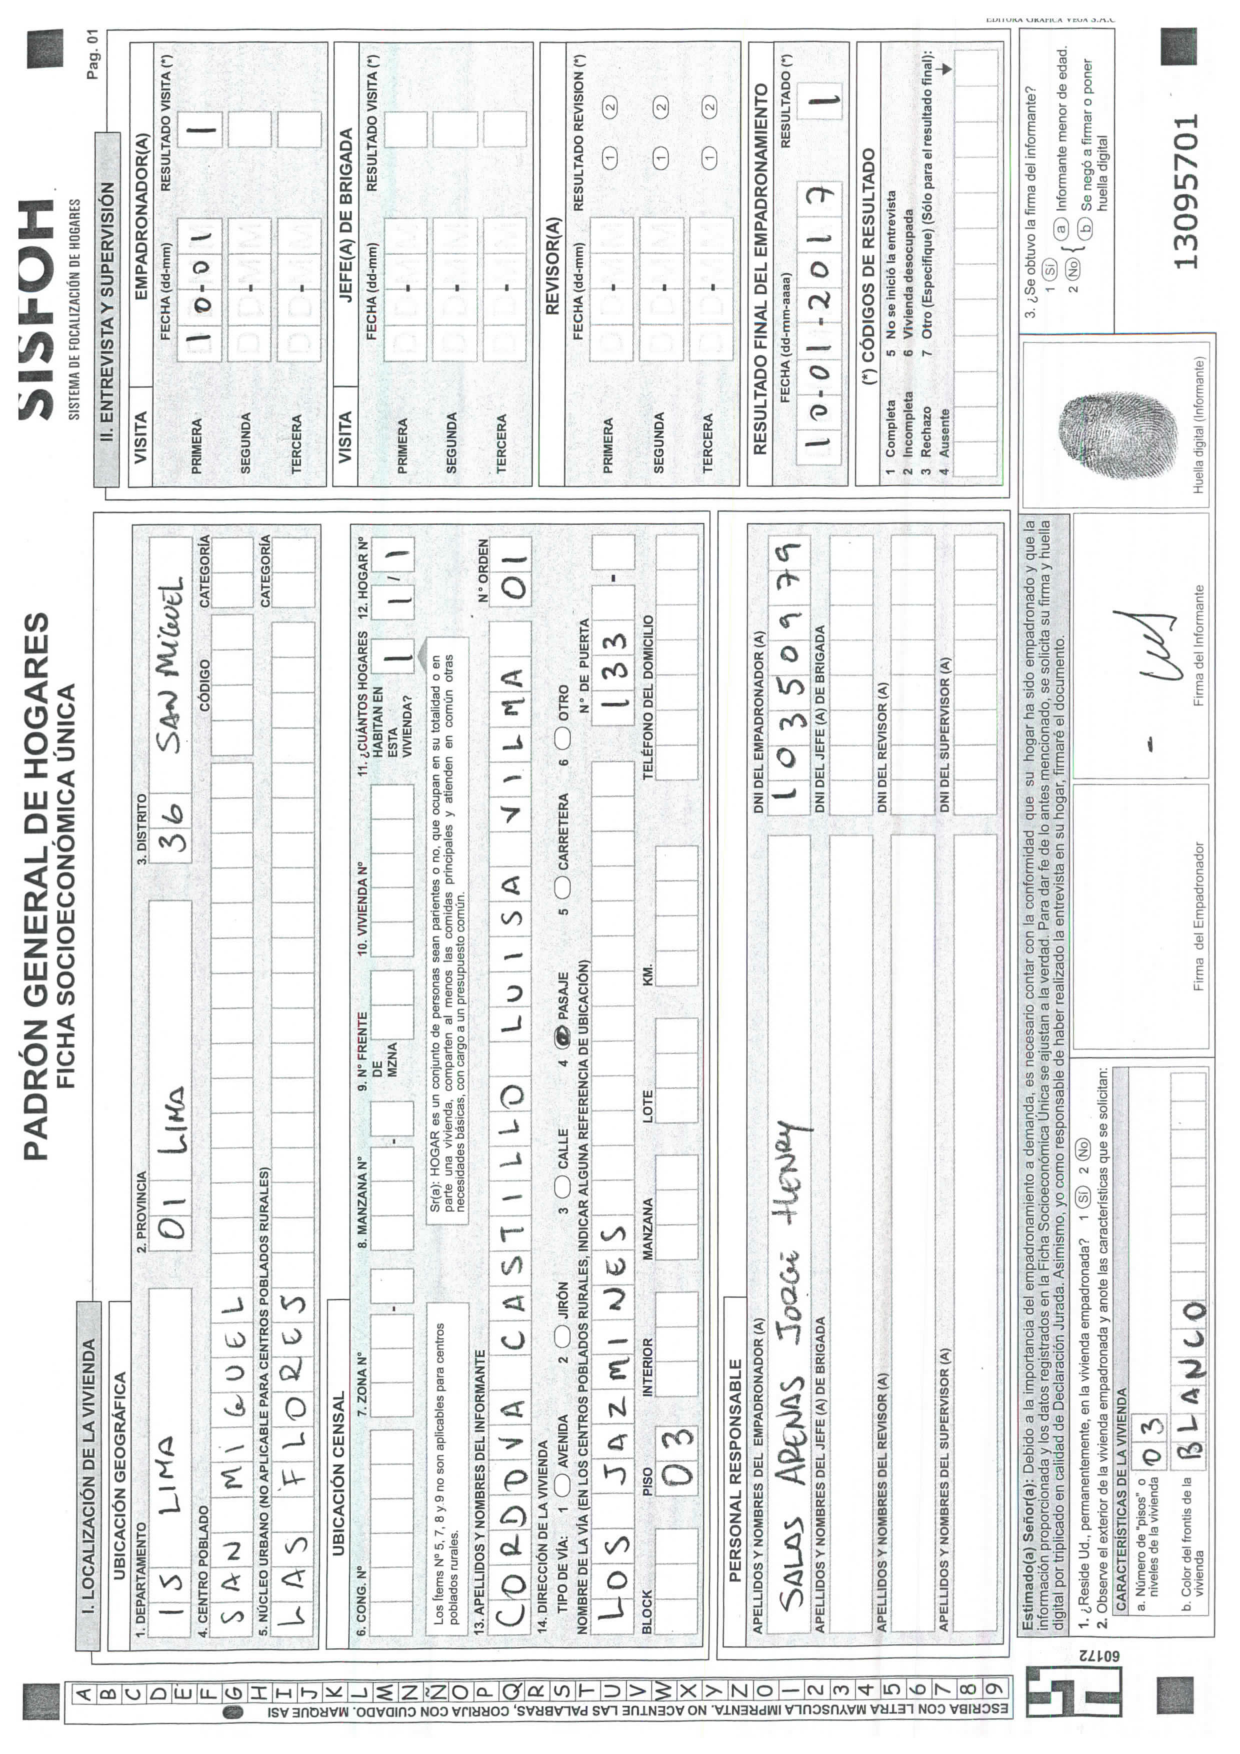 PADRÓN GENERAL DE HOGARES
FICHA SOCIOECONÓMICA ÚNICA
SISFOH
SISTEMA DE FOCALIZACIÓN DE HOGARES
Pag. 01
I. LOCALIZACIÓN DE LA VIVIENDA
UBICACIÓN GEOGRÁFICA
1. DEPARTAMENTO 2. PROVINCIA 3. DISTRITO
15 LIMA 01 LIMA 36 SAN MIGUEL
4. CENTRO POBLADO CÓDIGO CATEGORÍA
SAN MIGUEL
5. NÚCLEO URBANO (NO APLICABLE PARA CENTROS POBLADOS RURALES) CATEGORÍA
LAS FLORES
UBICACIÓN CENSAL
6. CONG. Nº 7. ZONA Nº 8. MANZANA Nº 9. Nº FRENTE DE MZNA 10. VIVIENDA Nº 11. ¿CUÁNTOS HOGARES HABITAN EN ESTA VIVIENDA? 12. HOGAR Nº
- - 1 1 / 1
Los Ítems Nº 5, 7, 8 y 9 no son aplicables para centros poblados rurales.
Sr(a): HOGAR es un conjunto de personas sean parientes o no, que ocupan en su totalidad o en
parte una vivienda, comparten al menos las comidas principales y atienden en común otras
necesidades básicas, con cargo a un presupuesto común.
13. APELLIDOS Y NOMBRES DEL INFORMANTE N° ORDEN
CORDOVA CASTILLO LUISA VILMA 01
14. DIRECCIÓN DE LA VIVIENDA
TIPO DE VÍA: 1 AVENIDA 2 JIRÓN 3 CALLE 4 PASAJE 5 CARRETERA 6 OTRO
NOMBRE DE LA VÍA (EN LOS CENTROS POBLADOS RURALES, INDICAR ALGUNA REFERENCIA DE UBICACIÓN) N° DE PUERTA
LOS JAZMINES 133 -
BLOCK PISO INTERIOR MANZANA LOTE KM. TELÉFONO DEL DOMICILIO
03
PERSONAL RESPONSABLE
APELLIDOS Y NOMBRES DEL EMPADRONADOR (A) DNI DEL EMPADRONADOR (A)
SALAS ARENAS JORGE HENRY 10350979
APELLIDOS Y NOMBRES DEL JEFE (A) DE BRIGADA DNI DEL JEFE (A) DE BRIGADA
APELLIDOS Y NOMBRES DEL REVISOR (A) DNI DEL REVISOR (A)
APELLIDOS Y NOMBRES DEL SUPERVISOR (A) DNI DEL SUPERVISOR (A)
II. ENTREVISTA Y SUPERVISIÓN
VISITA EMPADRONADOR(A)
FECHA (dd-mm) RESULTADO VISITA (*)
PRIMERA 10-01 1
SEGUNDA DD-MM
TERCERA DD-MM
VISITA JEFE(A) DE BRIGADA
FECHA (dd-mm) RESULTADO VISITA (*)
PRIMERA DD-MM
SEGUNDA DD-MM
TERCERA DD-MM
REVISOR(A)
FECHA (dd-mm) RESULTADO REVISION (*)
PRIMERA DD-MM 1 2
SEGUNDA DD-MM 1 2
TERCERA DD-MM 1 2
RESULTADO FINAL DEL EMPADRONAMIENTO
FECHA (dd-mm-aaaa) RESULTADO (*)
10-01-2017 1
(*) CÓDIGOS DE RESULTADO
1 Completa 5 No se inició la entrevista
2 Incompleta 6 Vivienda desocupada
3 Rechazo 7 Otro (Especifique) (Sólo para el resultado final):
4 Ausente
EDITORA GRÁFICA VEGA S.A.C
Estimado(a) Señor(a): Debido a la importancia del empadronamiento a demanda, es necesario contar con la conformidad que su hogar ha sido empadronado y que la
información proporcionada y los datos registrados en la Ficha Socioeconómica Única se ajustan a la verdad. Para dar fe de lo antes mencionado, se solicita su firma y huella
digital por triplicado en calidad de Declaración Jurada. Asimismo, yo como responsable de haber realizado la entrevista en su hogar, firmaré el documento.
1. ¿Reside Ud., permanentemente, en la vivienda empadronada? 1 SÍ 2 No
2. Observe el exterior de la vivienda empadronada y anote las características que se solicitan:
CARACTERÍSTICAS DE LA VIVIENDA
a. Número de "pisos" o niveles de la vivienda 03
b. Color del frontis de la vivienda BLANCO
Firma del Empadronador
Firma del Informante
Huella digital (Informante)
3. ¿Se obtuvo la firma del informante?
1 SÍ
2 No { a Informante menor de edad.
b Se negó a firmar o poner huella digital
13095701
60172
ESCRIBA CON LETRA MAYUSCULA IMPRENTA, NO ACENTUE LAS PALABRAS, CORRIJA CON CUIDADO. MARQUE ASI
A B C D E F G H I J K L M N Ñ O P Q R S T U V W X Y Z 0 1 2 3 4 5 6 7 8 9